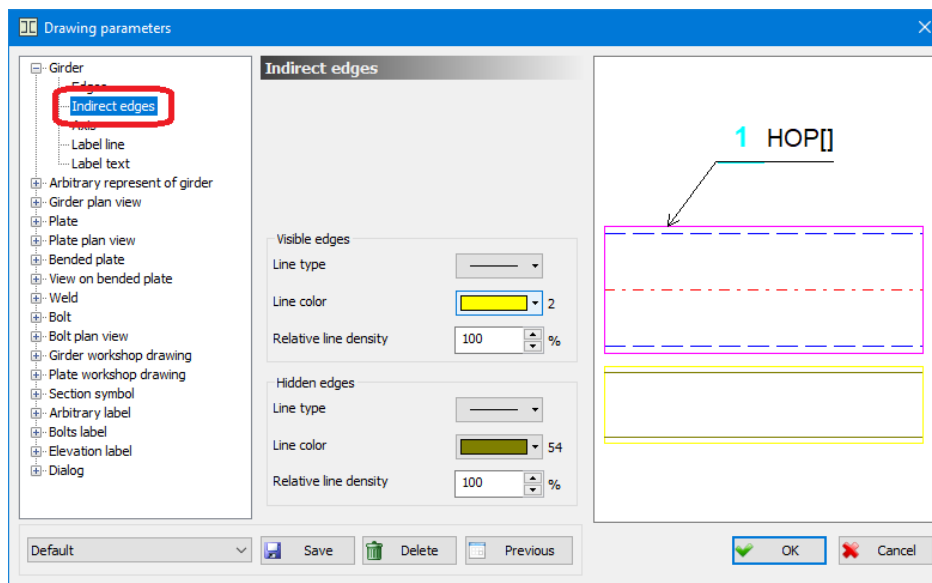 Drawing parameters
Girder
Edges
Indirect edges
Axis
Label line
Label text
Arbitrary represent of girder
Girder plan view
Plate
Plate plan view
Bended plate
View on bended plate
Weld
Bolt
Bolt plan view
Girder workshop drawing
Plate workshop drawing
Section symbol
Arbitrary label
Bolts label
Elevation label
Dialog
Indirect edges
Visible edges
Line type
Line color 2
Relative line density 100 %
Hidden edges
Line type
Line color 54
Relative line density 100 %
1 HOP[]
Default Save Delete Previous OK Cancel